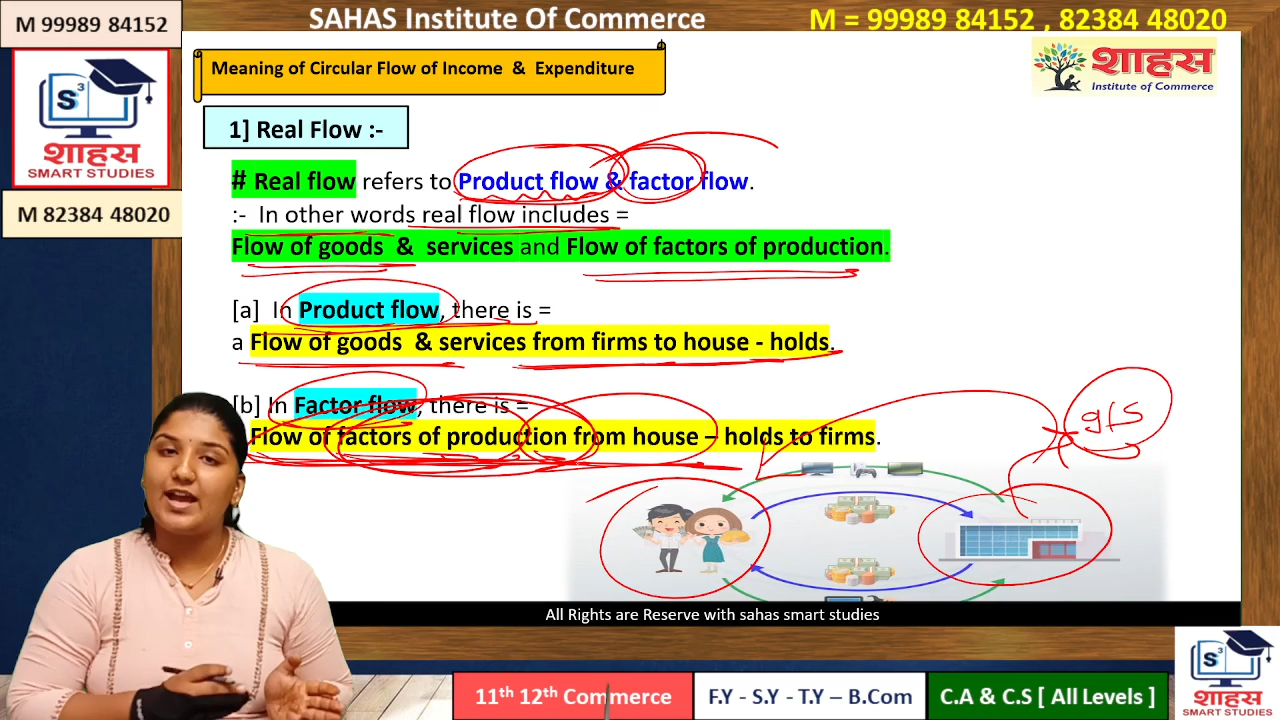 SAHAS Institute Of Commerce
M = 99989 84152 , 82384 48020
M 99989 84152
S³
शाहस
SMART STUDIES
M 82384 48020
Meaning of Circular Flow of Income & Expenditure
शाहस
Institute of Commerce
1] Real Flow :-
# Real flow refers to Product flow & factor flow.
:- In other words real flow includes =
Flow of goods & services and Flow of factors of production.
[a] In Product flow, there is =
a Flow of goods & services from firms to house - holds.
[b] In Factor flow, there is =
Flow of factors of production from house – holds to firms.
All Rights are Reserve with sahas smart studies
11th 12th Commerce
F.Y - S.Y - T.Y – B.Com
C.A & C.S [ All Levels ]
S³
शाहस
SMART STUDIES